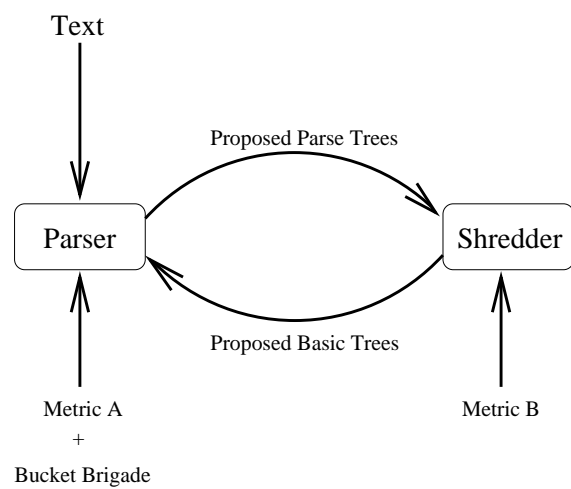 Text
Proposed Parse Trees
Parser
Shredder
Proposed Basic Trees
Metric A
+
Bucket Brigade
Metric B